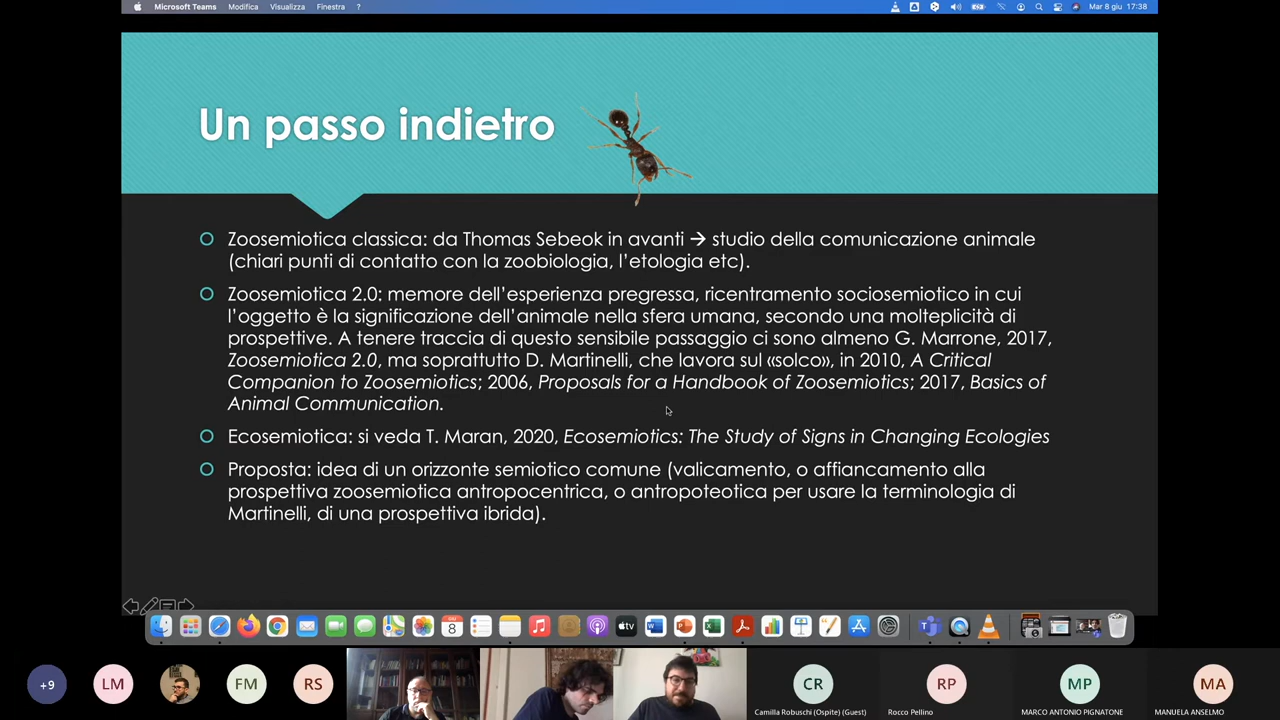 Microsoft Teams Modifica Visualizza Finestra ? Mar 8 giu 17:38
Un passo indietro
Zoosemiotica classica: da Thomas Sebeok in avanti → studio della comunicazione animale
(chiari punti di contatto con la zoobiologia, l’etologia etc).
Zoosemiotica 2.0: memore dell’esperienza pregressa, ricentramento sociosemiotico in cui
l’oggetto è la significazione dell’animale nella sfera umana, secondo una molteplicità di
prospettive. A tenere traccia di questo sensibile passaggio ci sono almeno G. Marrone, 2017,
Zoosemiotica 2.0, ma soprattutto D. Martinelli, che lavora sul «solco», in 2010, A Critical
Companion to Zoosemiotics; 2006, Proposals for a Handbook of Zoosemiotics; 2017, Basics of
Animal Communication.
Ecosemiotica: si veda T. Maran, 2020, Ecosemiotics: The Study of Signs in Changing Ecologies
Proposta: idea di un orizzonte semiotico comune (valicamento, o affiancamento alla
prospettiva zoosemiotica antropocentrica, o antropoteotica per usare la terminologia di
Martinelli, di una prospettiva ibrida).
8
tv
+9 LM FM RS CR RP MP MA
Camilla Robuschi (Ospite) (Guest) Rocco Pellino MARCO ANTONIO PIGNATONE MANUELA ANSELMO